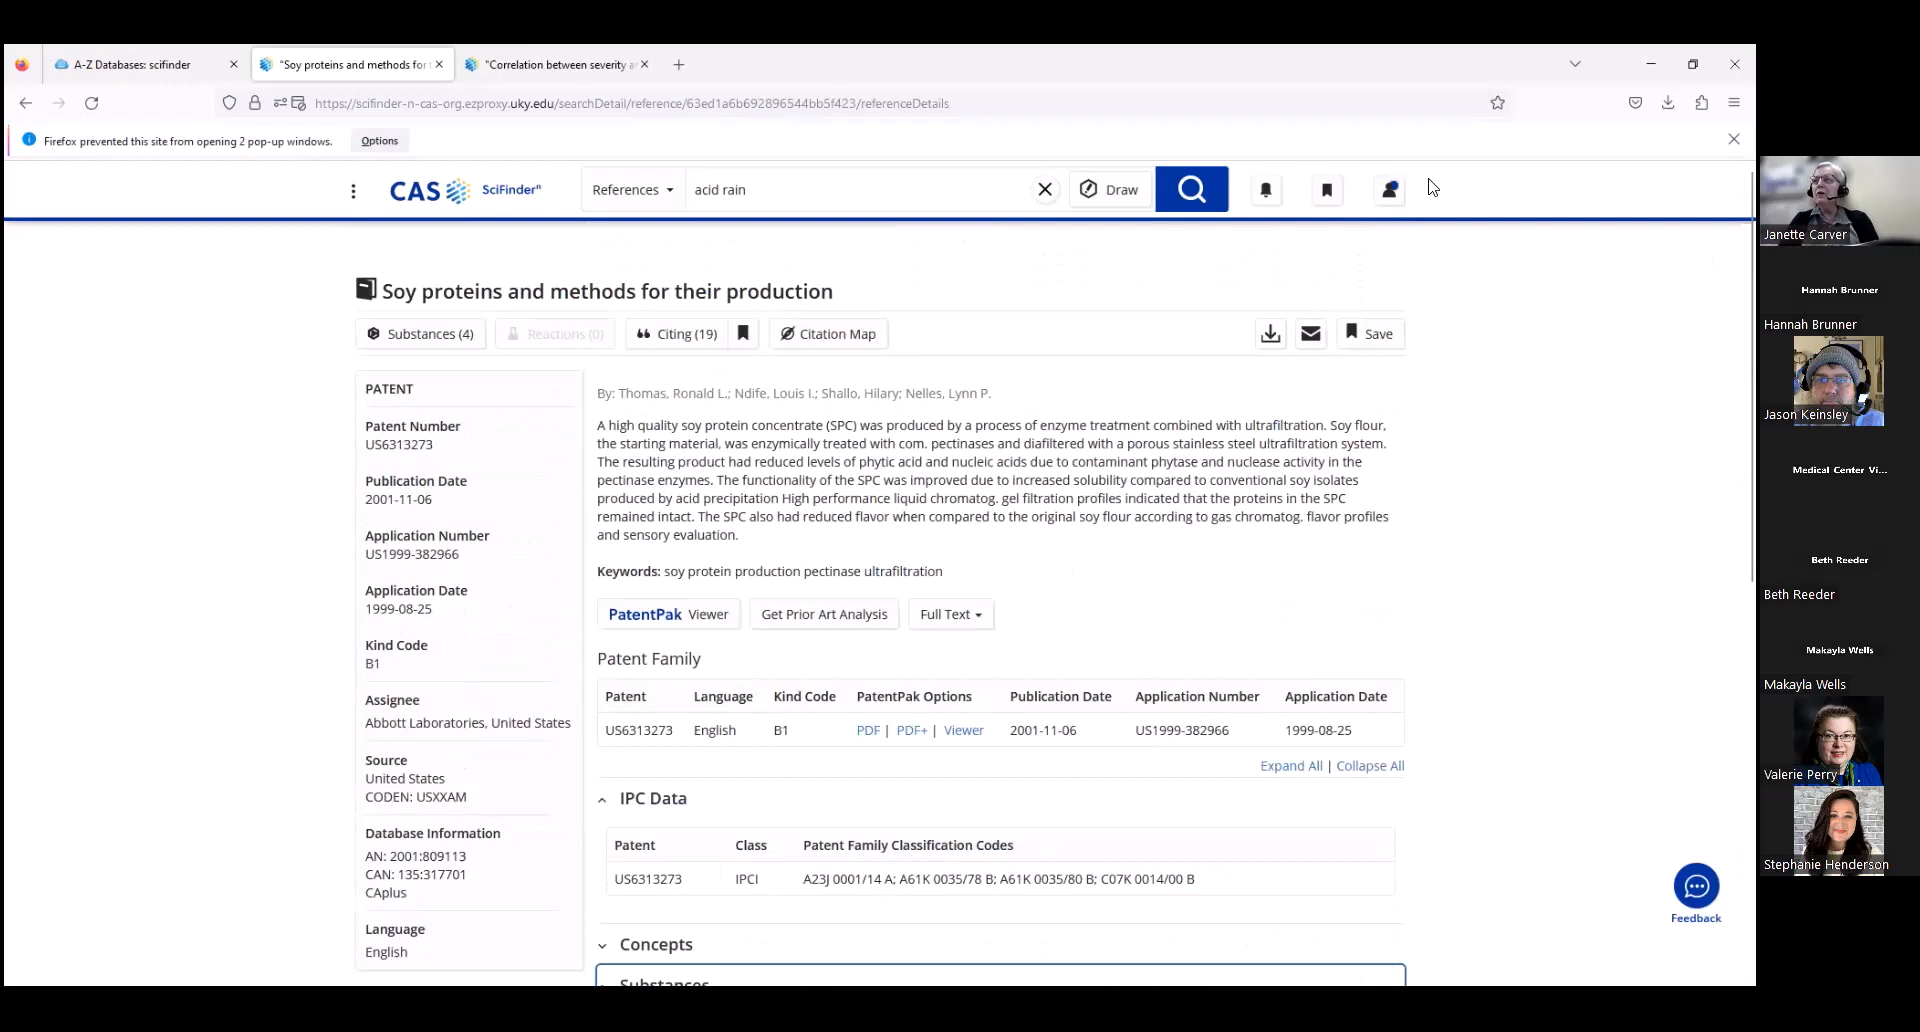 A-Z Databases: scifinder
"Soy proteins and methods for t
"Correlation between severity a
https://scifinder-n-cas-org.ezproxy.uky.edu/searchDetail/reference/63ed1a6b692896544bb5f423/referenceDetails
Firefox prevented this site from opening 2 pop-up windows.
Options
CAS SciFinderⁿ
References
acid rain
Draw
Soy proteins and methods for their production
Substances (4)
Reactions (0)
Citing (19)
Citation Map
Save
PATENT
Patent Number
US6313273
Publication Date
2001-11-06
Application Number
US1999-382966
Application Date
1999-08-25
Kind Code
B1
Assignee
Abbott Laboratories, United States
Source
United States
CODEN: USXXAM
Database Information
AN: 2001:809113
CAN: 135:317701
CAplus
Language
English
By: Thomas, Ronald L.; Ndife, Louis I.; Shallo, Hilary; Nelles, Lynn P.
A high quality soy protein concentrate (SPC) was produced by a process of enzyme treatment combined with ultrafiltration. Soy flour,
the starting material, was enzymically treated with com. pectinases and diafiltered with a porous stainless steel ultrafiltration system.
The resulting product had reduced levels of phytic acid and nucleic acids due to contaminant phytase and nuclease activity in the
pectinase enzymes. The functionality of the SPC was improved due to increased solubility compared to conventional soy isolates
produced by acid precipitation High performance liquid chromatog. gel filtration profiles indicated that the proteins in the SPC
remained intact. The SPC also had reduced flavor when compared to the original soy flour according to gas chromatog. flavor profiles
and sensory evaluation.
Keywords: soy protein production pectinase ultrafiltration
PatentPak Viewer
Get Prior Art Analysis
Full Text
Patent Family
Patent Language Kind Code PatentPak Options Publication Date Application Number Application Date
US6313273 English B1 PDF | PDF+ | Viewer 2001-11-06 US1999-382966 1999-08-25
Expand All | Collapse All
IPC Data
Patent Class Patent Family Classification Codes
US6313273 IPCI A23J 0001/14 A; A61K 0035/78 B; A61K 0035/80 B; C07K 0014/00 B
Concepts
Substances
Feedback
Janette Carver
Hannah Brunner
Hannah Brunner
Jason Keinsley
Medical Center Vi...
Beth Reeder
Beth Reeder
Makayla Wells
Makayla Wells
Valerie Perry
Stephanie Henderson